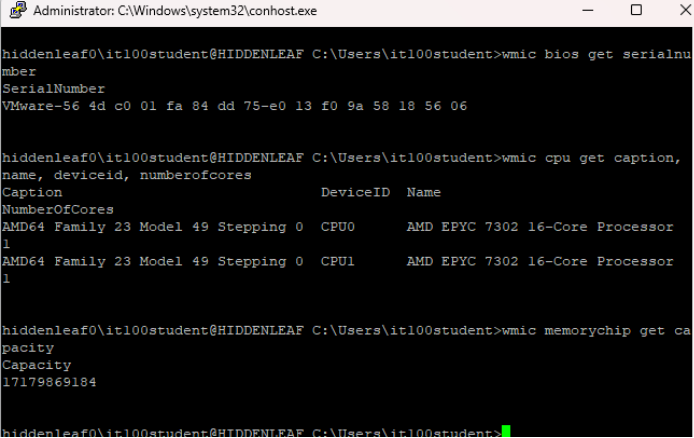 Administrator: C:\Windows\system32\conhost.exe
hiddenleaf0\it100student@HIDDENLEAF C:\Users\it100student>wmic bios get serialnu
mber
SerialNumber
VMware-56 4d c0 01 fa 84 dd 75-e0 13 f0 9a 58 18 56 06
hiddenleaf0\it100student@HIDDENLEAF C:\Users\it100student>wmic cpu get caption,
name, deviceid, numberofcores
Caption DeviceID Name
NumberOfCores
AMD64 Family 23 Model 49 Stepping 0 CPU0 AMD EPYC 7302 16-Core Processor
1
AMD64 Family 23 Model 49 Stepping 0 CPU1 AMD EPYC 7302 16-Core Processor
1
hiddenleaf0\it100student@HIDDENLEAF C:\Users\it100student>wmic memorychip get ca
pacity
Capacity
17179869184
hiddenleaf0\it100student@HIDDENLEAF C:\Users\it100student>